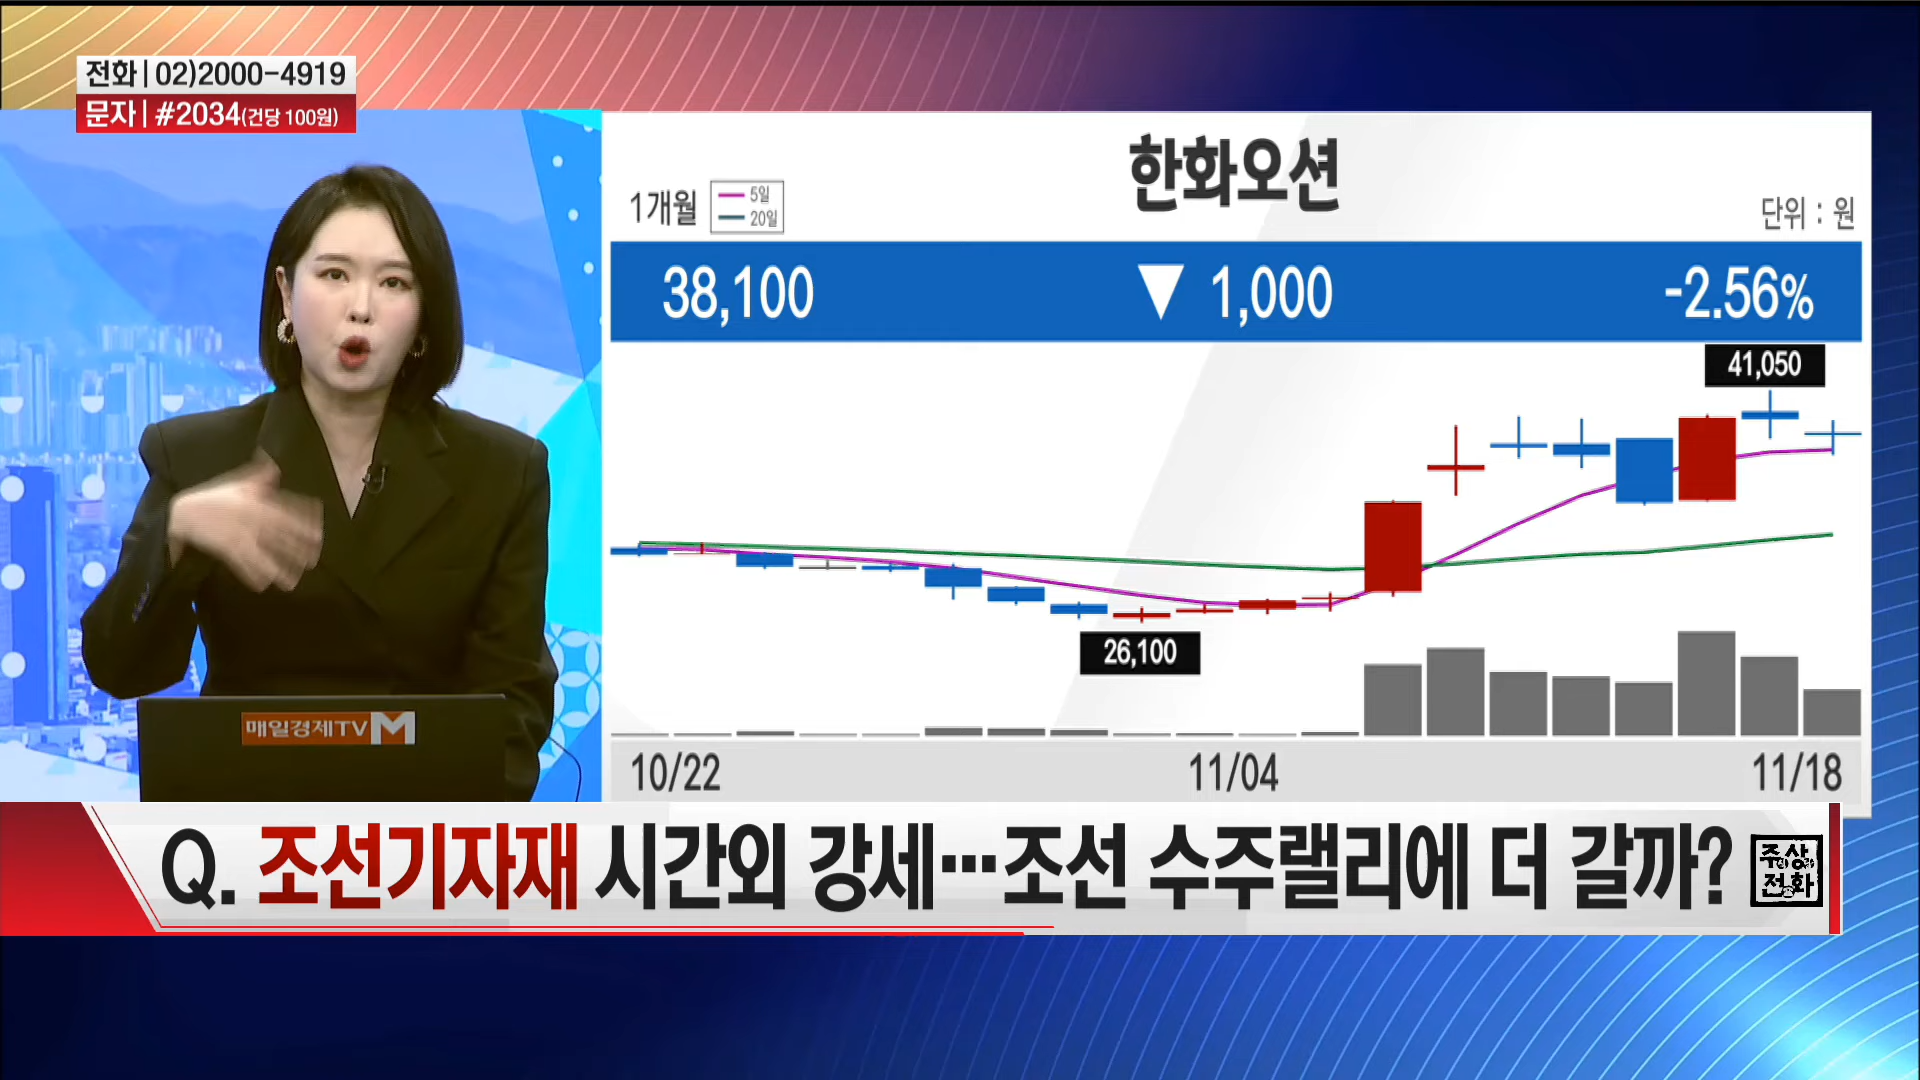 전화 | 02)2000-4919
문자 | #2034(건당 100원)
한화오션
1개월
5일
20일
단위 : 원
38,100 ▼ 1,000 -2.56%
41,050
26,100
10/22 11/04 11/18
매일경제TV M
Q. 조선기자재 시간외 강세…조선 수주랠리에 더 갈까?
주상
전화